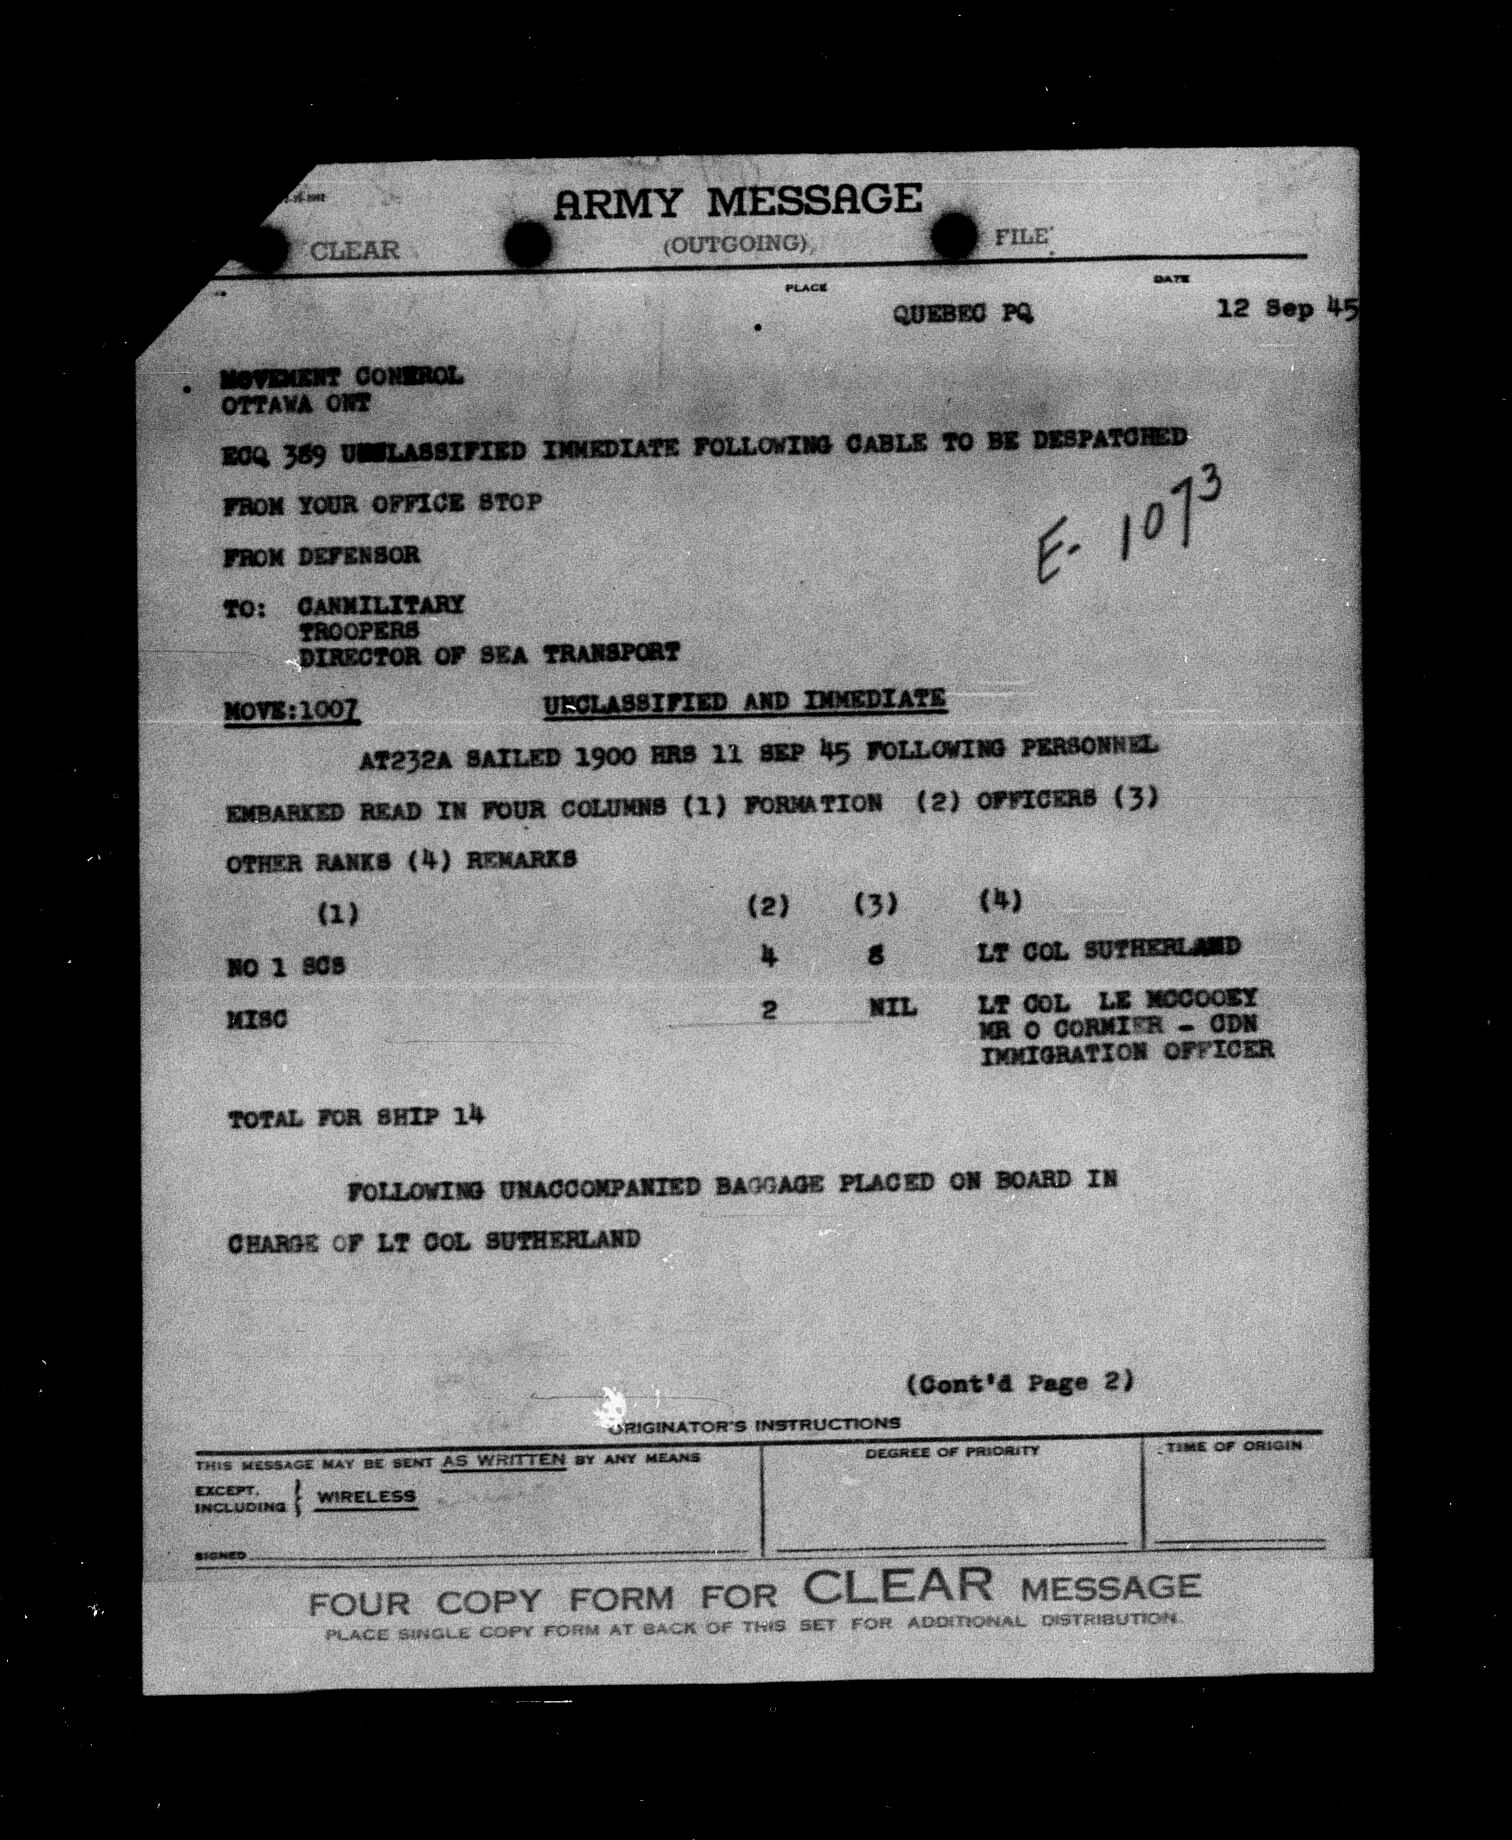 ARMY MESSAGE
CLEAR (OUTGOING) FILE
PLACE DATE
QUEBEC PQ 12 Sep 45
MOVEMENT CONTROL
OTTAWA ONT
ECQ 389 UNCLASSIFIED IMMEDIATE FOLLOWING CABLE TO BE DESPATCHED
FROM YOUR OFFICE STOP
E. 1073
FROM DEFENSOR
TO: CANMILITARY
TROOPERS
DIRECTOR OF SEA TRANSPORT
MOVE:1007 UNCLASSIFIED AND IMMEDIATE
AT232A SAILED 1900 HRS 11 SEP 45 FOLLOWING PERSONNEL
EMBARKED READ IN FOUR COLUMNS (1) FORMATION (2) OFFICERS (3)
OTHER RANKS (4) REMARKS
(1) (2) (3) (4)
NO 1 SCS 4 8 LT COL SUTHERLAND
MISC 2 NIL LT COL LE MCCOOEY
MR O CORMIER - CDN
IMMIGRATION OFFICER
TOTAL FOR SHIP 14
FOLLOWING UNACCOMPANIED BAGGAGE PLACED ON BOARD IN
CHARGE OF LT COL SUTHERLAND
(Cont'd Page 2)
ORIGINATOR'S INSTRUCTIONS
THIS MESSAGE MAY BE SENT AS WRITTEN BY ANY MEANS DEGREE OF PRIORITY TIME OF ORIGIN
EXCEPT.
INCLUDING } WIRELESS
SIGNED
FOUR COPY FORM FOR CLEAR MESSAGE
PLACE SINGLE COPY FORM AT BACK OF THIS SET FOR ADDITIONAL DISTRIBUTION.